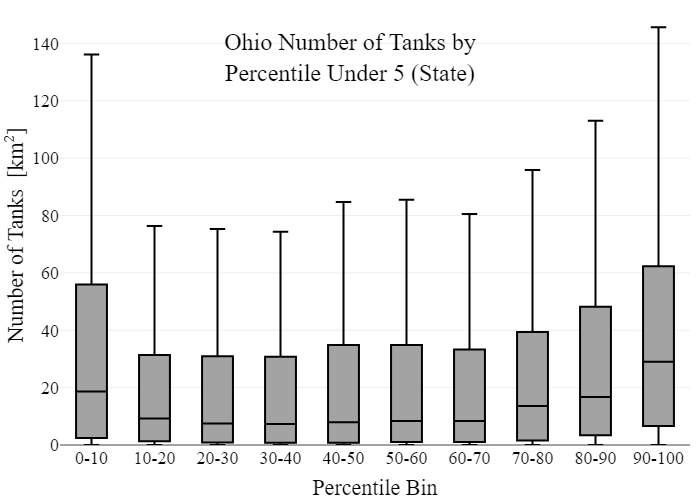 Ohio Number of Tanks by
Percentile Under 5 (State)
Number of Tanks [km²]
140
120
100
80
60
40
20
0
0-10 10-20 20-30 30-40 40-50 50-60 60-70 70-80 80-90 90-100
Percentile Bin